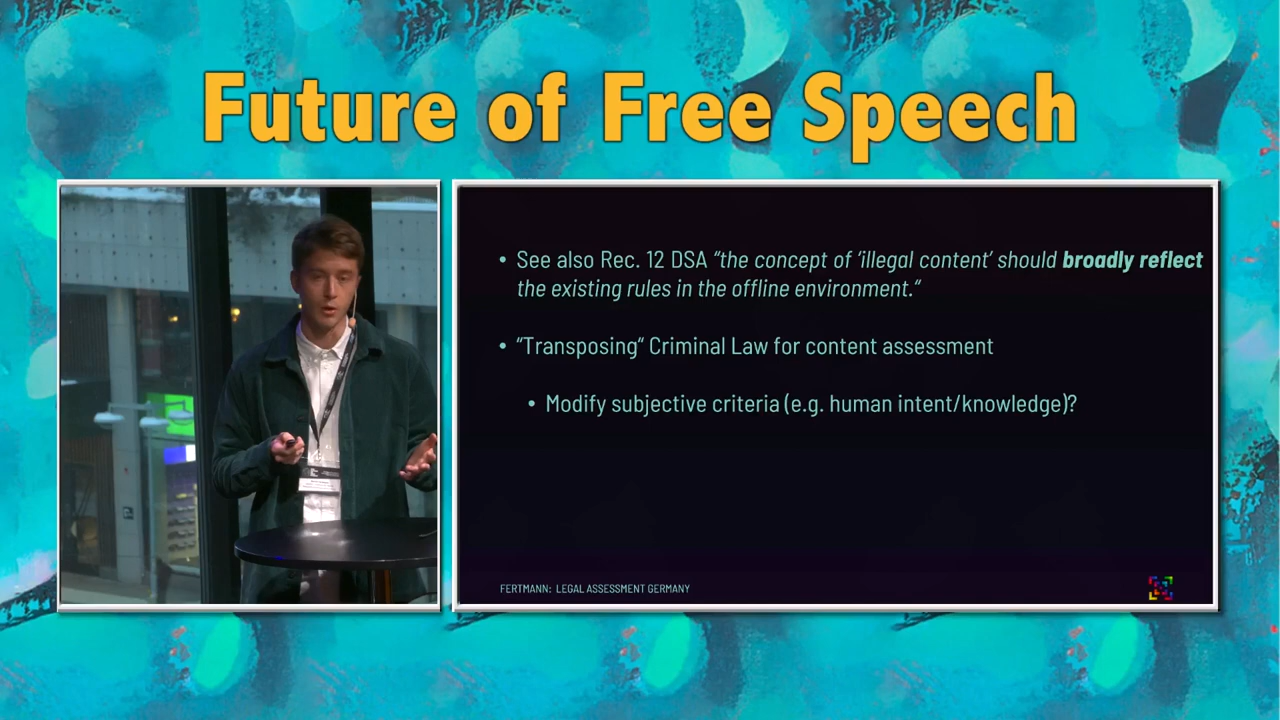 Future of Free Speech
• See also Rec. 12 DSA “the concept of ‘illegal content’ should broadly reflect
the existing rules in the offline environment.“
• “Transposing“ Criminal Law for content assessment
• Modify subjective criteria (e.g. human intent/knowledge)?
FERTMANN: LEGAL ASSESSMENT GERMANY